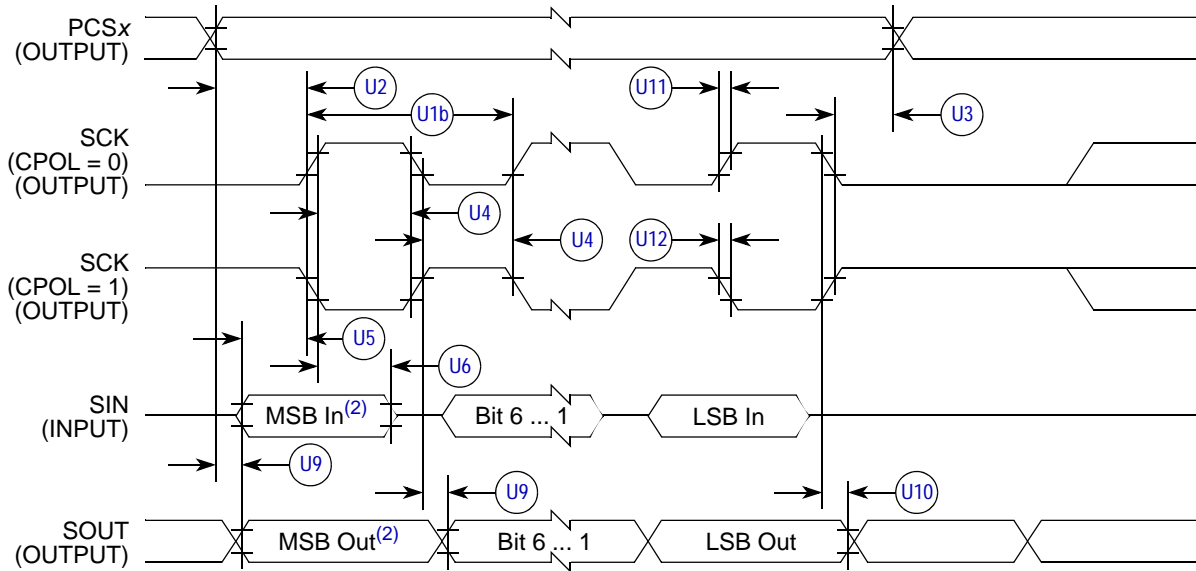 PCSx
(OUTPUT)
U2
U11
U1b
U3
SCK
(CPOL = 0)
(OUTPUT)
U4
U4
U12
SCK
(CPOL = 1)
(OUTPUT)
U5
U6
SIN
(INPUT)
MSB In(2)
Bit 6 ... 1
LSB In
U9
U9
U10
SOUT
(OUTPUT)
MSB Out(2)
Bit 6 ... 1
LSB Out